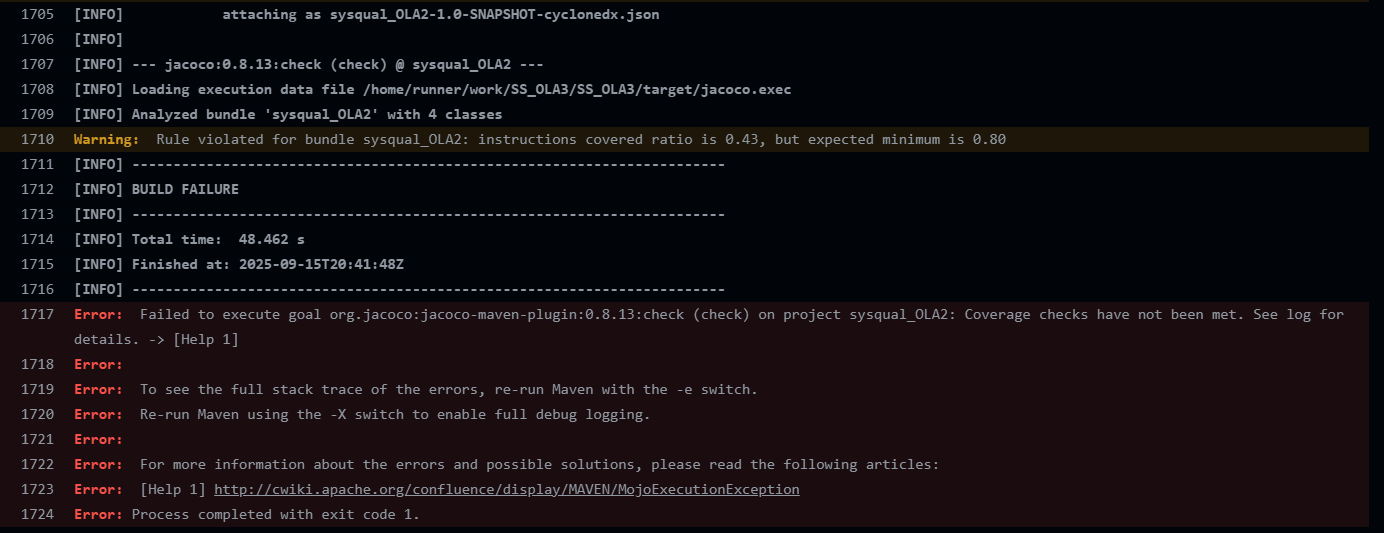 1705 [INFO]            attaching as sysqual_OLA2-1.0-SNAPSHOT-cyclonedx.json
1706 [INFO]
1707 [INFO] --- jacoco:0.8.13:check (check) @ sysqual_OLA2 ---
1708 [INFO] Loading execution data file /home/runner/work/SS_OLA3/SS_OLA3/target/jacoco.exec
1709 [INFO] Analyzed bundle 'sysqual_OLA2' with 4 classes
1710 Warning:  Rule violated for bundle sysqual_OLA2: instructions covered ratio is 0.43, but expected minimum is 0.80
1711 [INFO] ------------------------------------------------------------------------
1712 [INFO] BUILD FAILURE
1713 [INFO] ------------------------------------------------------------------------
1714 [INFO] Total time:  48.462 s
1715 [INFO] Finished at: 2025-09-15T20:41:48Z
1716 [INFO] ------------------------------------------------------------------------
1717 Error:  Failed to execute goal org.jacoco:jacoco-maven-plugin:0.8.13:check (check) on project sysqual_OLA2: Coverage checks have not been met. See log for
details. -> [Help 1]
1718 Error:
1719 Error:  To see the full stack trace of the errors, re-run Maven with the -e switch.
1720 Error:  Re-run Maven using the -X switch to enable full debug logging.
1721 Error:
1722 Error:  For more information about the errors and possible solutions, please read the following articles:
1723 Error:  [Help 1] http://cwiki.apache.org/confluence/display/MAVEN/MojoExecutionException
1724 Error: Process completed with exit code 1.